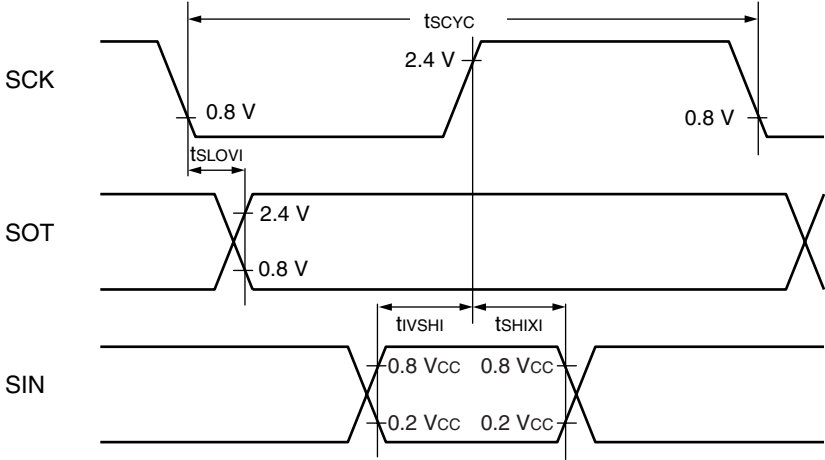 tSCYC
SCK
2.4 V
0.8 V
0.8 V
tSLOVI
SOT
2.4 V
0.8 V
tIVSHI
tSHIXI
SIN
0.8 VCC
0.8 VCC
0.2 VCC
0.2 VCC